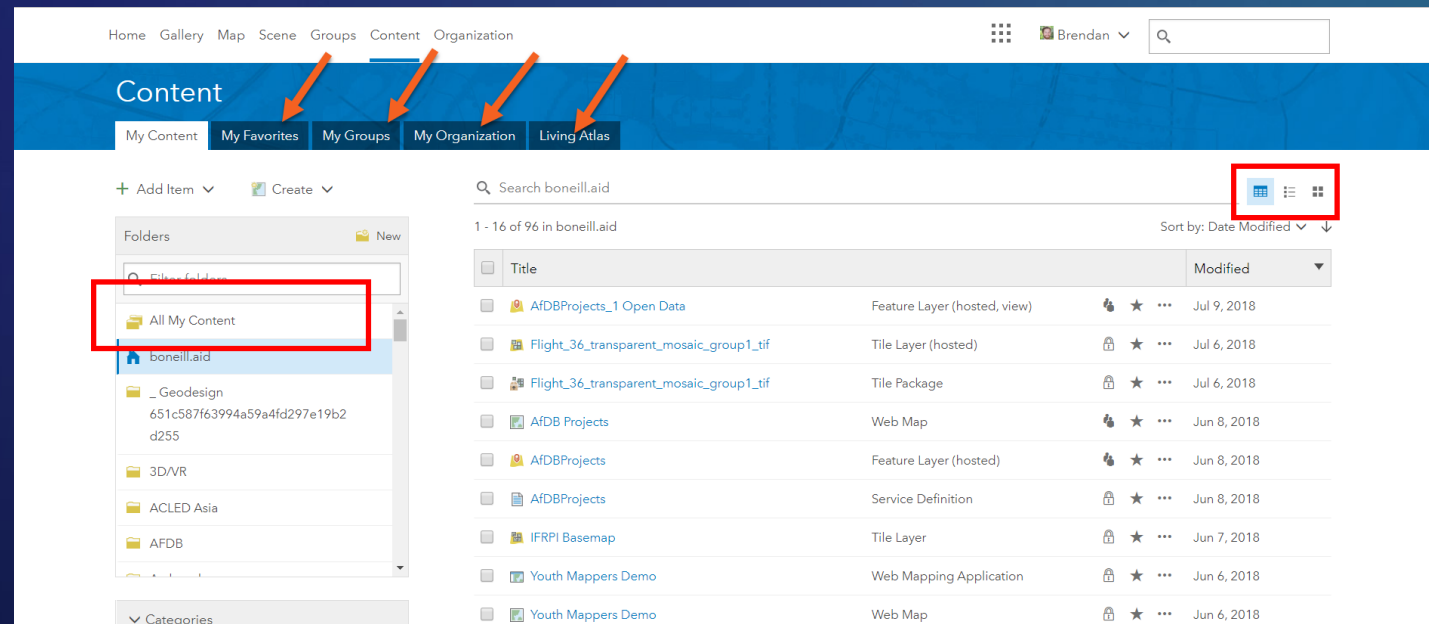 Home Gallery Map Scene Groups Content Organization
Brendan
Content
My Content My Favorites My Groups My Organization Living Atlas
Add Item Create
Search boneill.aid
Folders New
1 - 16 of 96 in boneill.aid
Sort by: Date Modified
Filter folders
Title Modified
All My Content
boneill.aid
_ Geodesign
651c587f63994a59a4fd297e19b2
d255
3D/VR
ACLED Asia
AFDB
Categories
AfDBProjects_1 Open Data Feature Layer (hosted, view) Jul 9, 2018
Flight_36_transparent_mosaic_group1_tif Tile Layer (hosted) Jul 6, 2018
Flight_36_transparent_mosaic_group1_tif Tile Package Jul 6, 2018
AfDB Projects Web Map Jun 8, 2018
AfDBProjects Feature Layer (hosted) Jun 8, 2018
AfDBProjects Service Definition Jun 8, 2018
IFRPI Basemap Tile Layer Jun 7, 2018
Youth Mappers Demo Web Mapping Application Jun 6, 2018
Youth Mappers Demo Web Map Jun 6, 2018